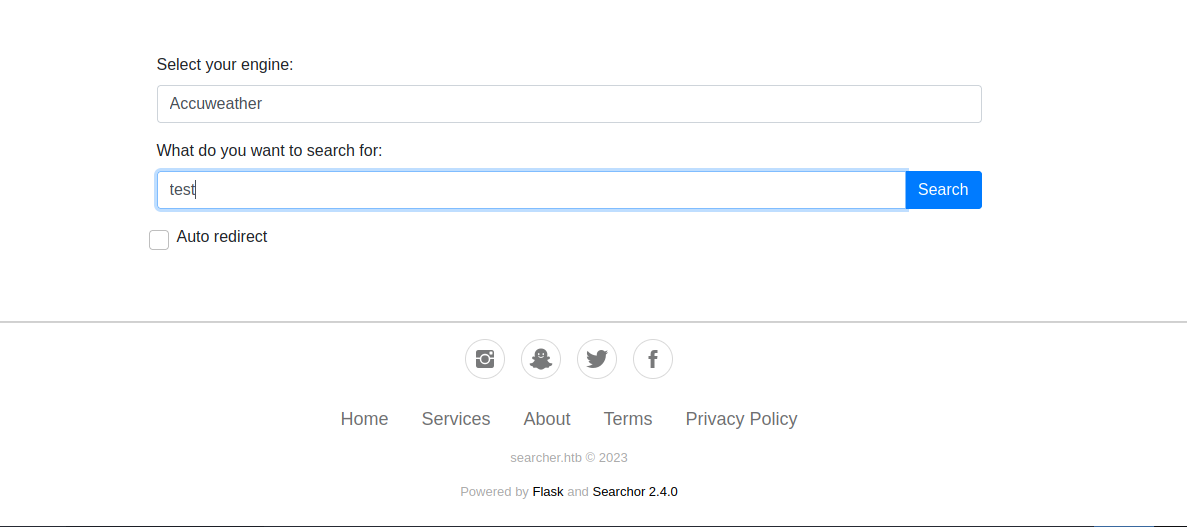 Select your engine:
Accuweather
What do you want to search for:
test Search
Auto redirect
Home Services About Terms Privacy Policy
searcher.htb © 2023
Powered by Flask and Searchor 2.4.0